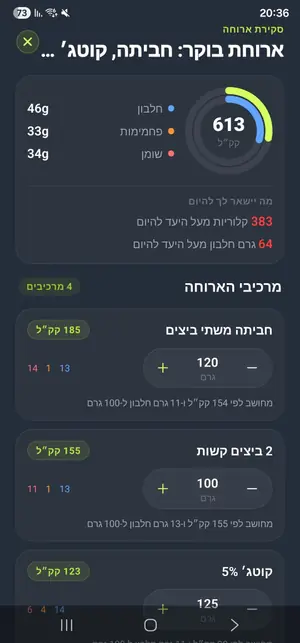 20:36
73
סקירת ארוחה
ארוחת בוקר: חביתה, קוטג׳ ...
613
קק״ל
חלבון 46g
פחמימות 33g
שומן 34g
מה יישאר לך להיום
383 קלוריות מעל היעד להיום
64 גרם חלבון מעל היעד להיום
מרכיבי הארוחה
4 מרכיבים
חביתה משתי ביצים
185 קק״ל
− 120 +
גרם
13 1 14
מחושב לפי 154 קק״ל ו-11 גרם חלבון ל-100 גרם
2 ביצים קשות
155 קק״ל
− 100 +
גרם
13 1 11
מחושב לפי 155 קק״ל ו-13 גרם חלבון ל-100 גרם
קוטג׳ 5%
123 קק״ל
− 125 +
גרם
14 4 6